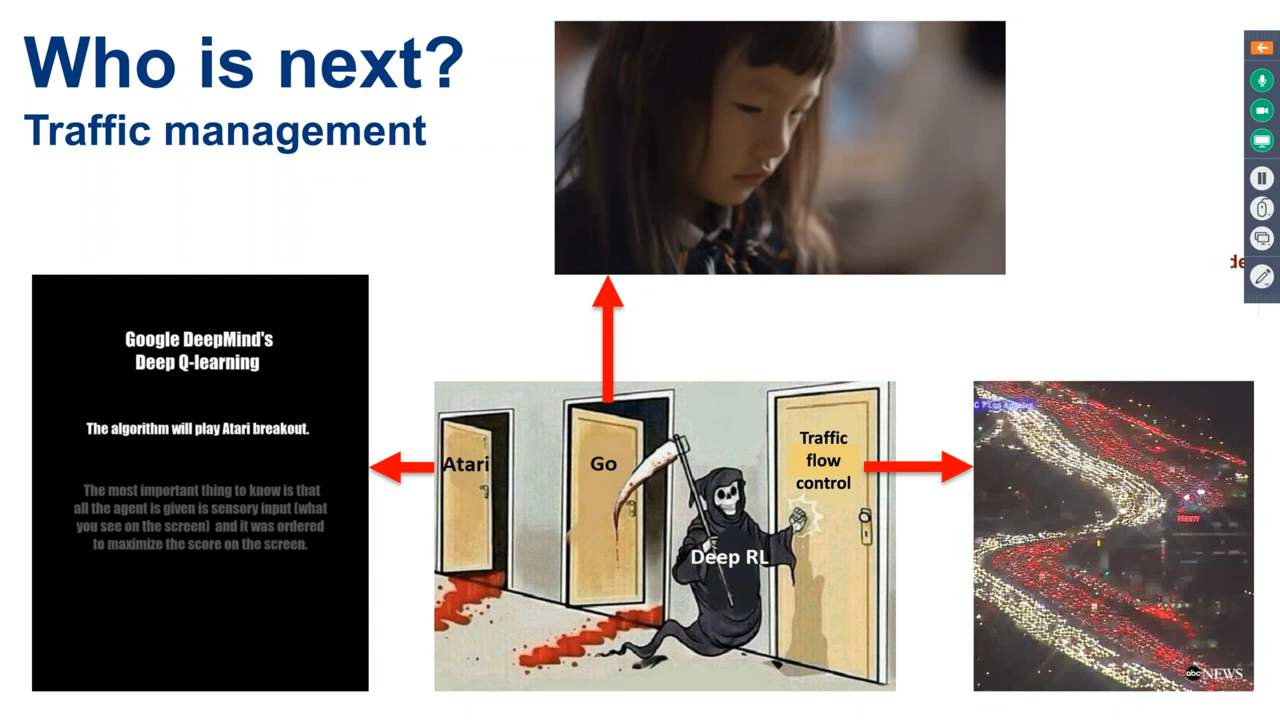 Who is next?
Traffic management
Google DeepMind's
Deep Q-learning
The algorithm will play Atari breakout.
The most important thing to know is that
all the agent is given is sensory input (what
you see on the screen) and it was ordered
to maximize the score on the screen.
Atari
Go
Deep RL
Traffic
flow
control
abc NEWS
de